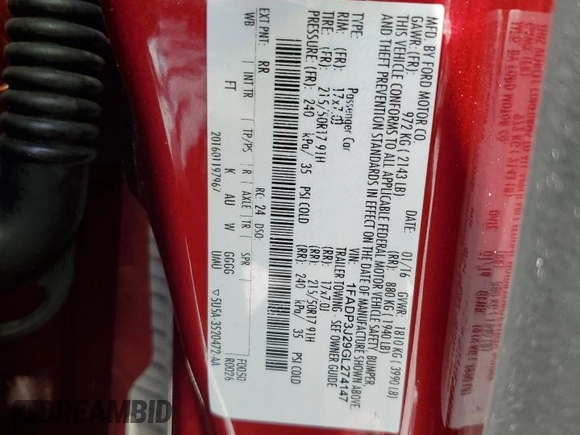 MFD BY FORD MOTOR CO.
DATE: 01/16 GVWR: 1810 KG ( 3990 LB)
GAWR: (FR): 972 KG ( 2143 LB) (RR): 880 KG ( 1940 LB)
THIS VEHICLE CONFORMS TO ALL APPLICABLE FEDERAL MOTOR VEHICLE SAFETY, BUMPER,
AND THEFT PREVENTION STANDARDS IN EFFECT ON THE DATE OF MANUFACTURE SHOWN ABOVE
VIN: 1FADP3J29GL274147
Passenger Car TRAILER TOWING - SEE OWNER GUIDE
RIM: (FR): 17x7.0J (RR): 17x7.0J
TIRE: (FR): 215/50R17 91H (RR): 215/50R17 91H
PRESSURE: (FR): 240 kPa/ 35 PSI COLD (RR): 240 kPa/ 35 PSI COLD
EXT PNT: RR RC: 24 DSO:
WB INT TR TP/PS R AXLE TR SPR F0050
FT K AU W GGGG R0026
20160119796? UMU ▽ 5U5A 3520472 AA
DREAMBID